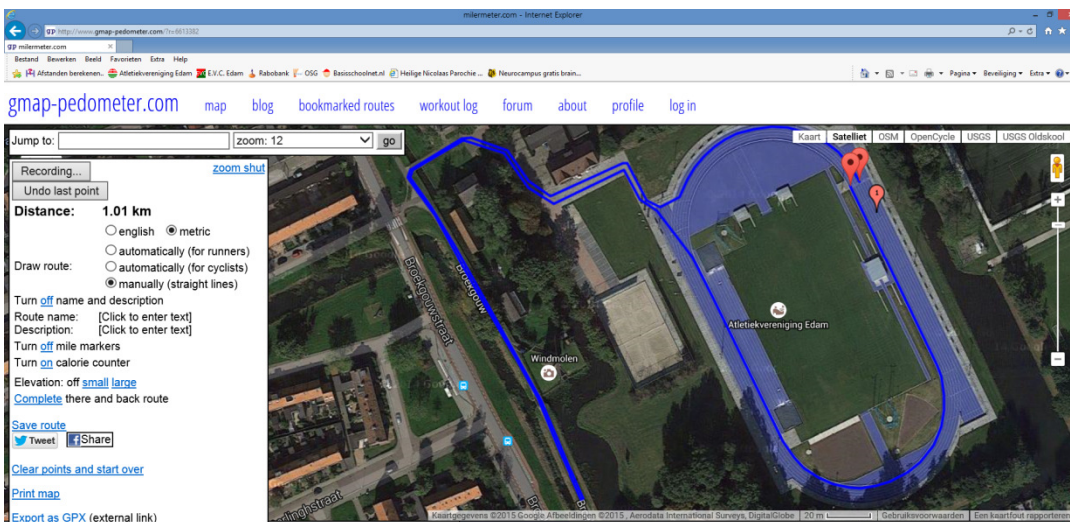 milermeter.com - Internet Explorer
http://www.gmap-pedometer.com/?r=6613382
milermeter.com
Bestand Bewerken Beeld Favorieten Extra Help
Afstanden berekenen.. Atletiekvereniging Edam E.V.C. Edam Rabobank - OSG Basisschoolnet.nl Heilige Nicolaas Parochie ... Neurocampus gratis brain... Pagina Beveiliging Extra
gmap-pedometer.com map blog bookmarked routes workout log forum about profile log in
Jump to: zoom: 12 go
Kaart Satelliet OSM OpenCycle USGS USGS Oldskool
Recording... zoom shut
Undo last point
Distance: 1.01 km
english metric
automatically (for runners)
Draw route: automatically (for cyclists)
manually (straight lines)
Turn off name and description
Route name: [Click to enter text]
Description: [Click to enter text]
Turn off mile markers
Turn on calorie counter
Elevation: off small large
Complete there and back route
Save route
Tweet Share
Clear points and start over
Print map
Export as GPX (external link)
1
Broekgouwstraat
Broekgouw
Windmolen
Atletiekvereniging Edam
Kaartgegevens ©2015 Google Afbeeldingen ©2015 , Aerodata International Surveys, DigitalGlobe 20 m Gebruiksvoorwaarden Een kaartfout rapporteren